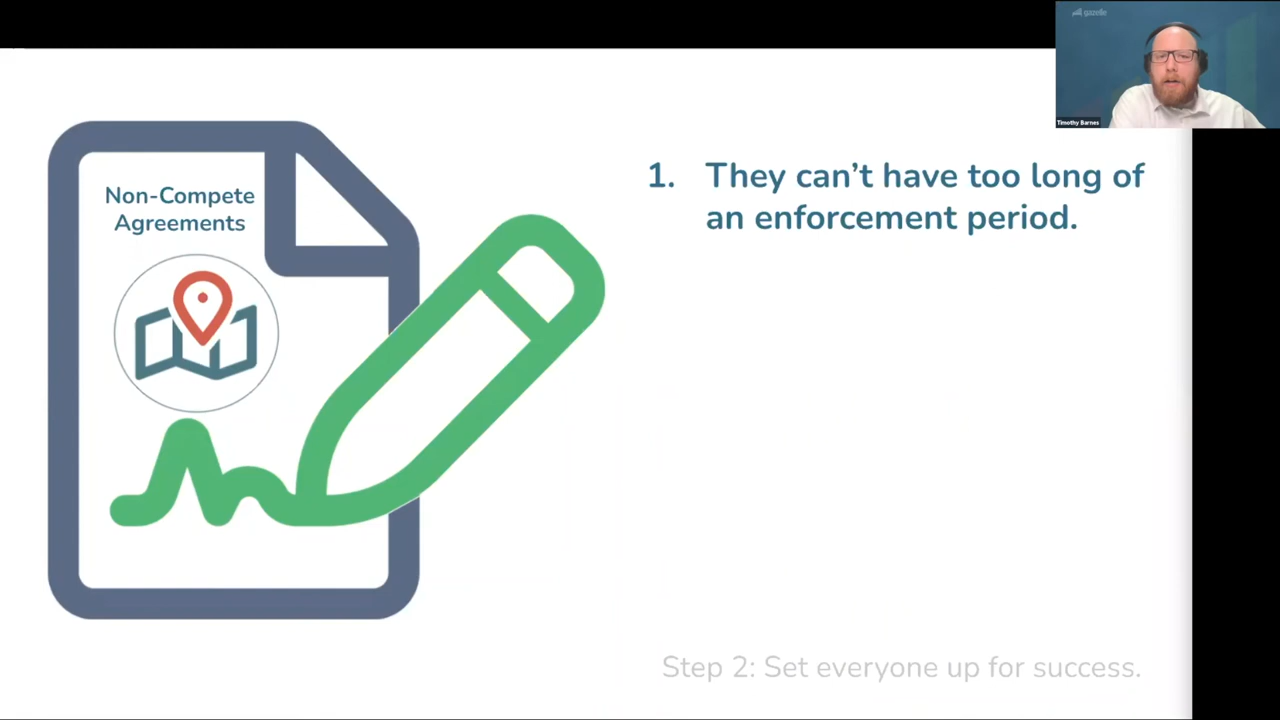 gazelle
Timothy Barnes
Non-Compete
Agreements
1. They can’t have too long of
an enforcement period.
Step 2: Set everyone up for success.